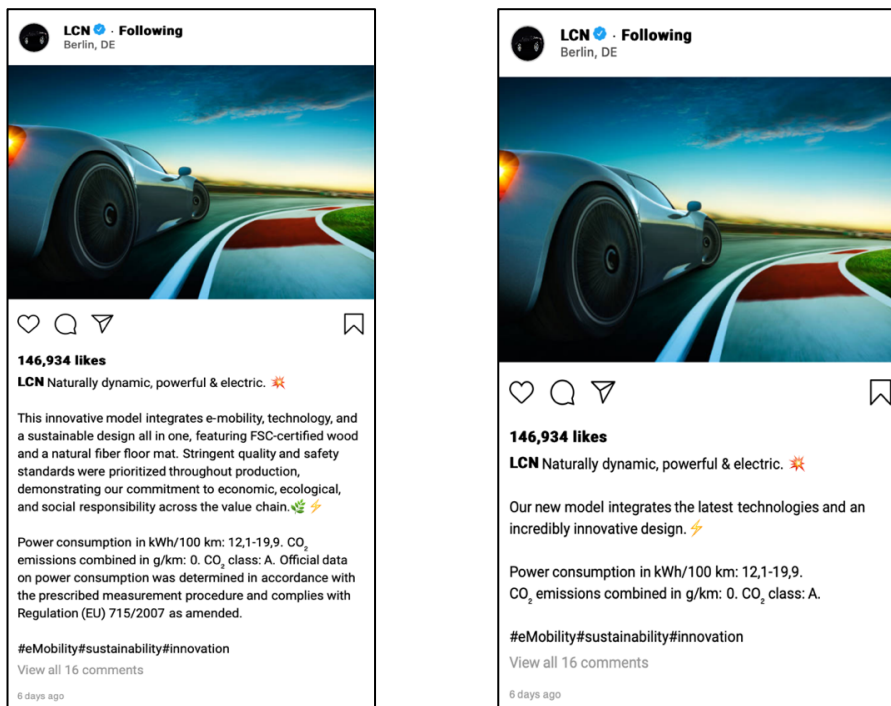 LCN · Following
Berlin, DE
146,934 likes
LCN Naturally dynamic, powerful & electric. 💥
This innovative model integrates e-mobility, technology, and
a sustainable design all in one, featuring FSC-certified wood
and a natural fiber floor mat. Stringent quality and safety
standards were prioritized throughout production,
demonstrating our commitment to economic, ecological,
and social responsibility across the value chain.🌿⚡
Power consumption in kWh/100 km: 12,1-19,9. CO₂
emissions combined in g/km: 0. CO₂ class: A. Official data
on power consumption was determined in accordance with
the prescribed measurement procedure and complies with
Regulation (EU) 715/2007 as amended.
#eMobility#sustainability#innovation
View all 16 comments
6 days ago
LCN · Following
Berlin, DE
146,934 likes
LCN Naturally dynamic, powerful & electric. 💥
Our new model integrates the latest technologies and an
incredibly innovative design.⚡
Power consumption in kWh/100 km: 12,1-19,9.
CO₂ emissions combined in g/km: 0. CO₂ class: A.
#eMobility#sustainability#innovation
View all 16 comments
6 days ago